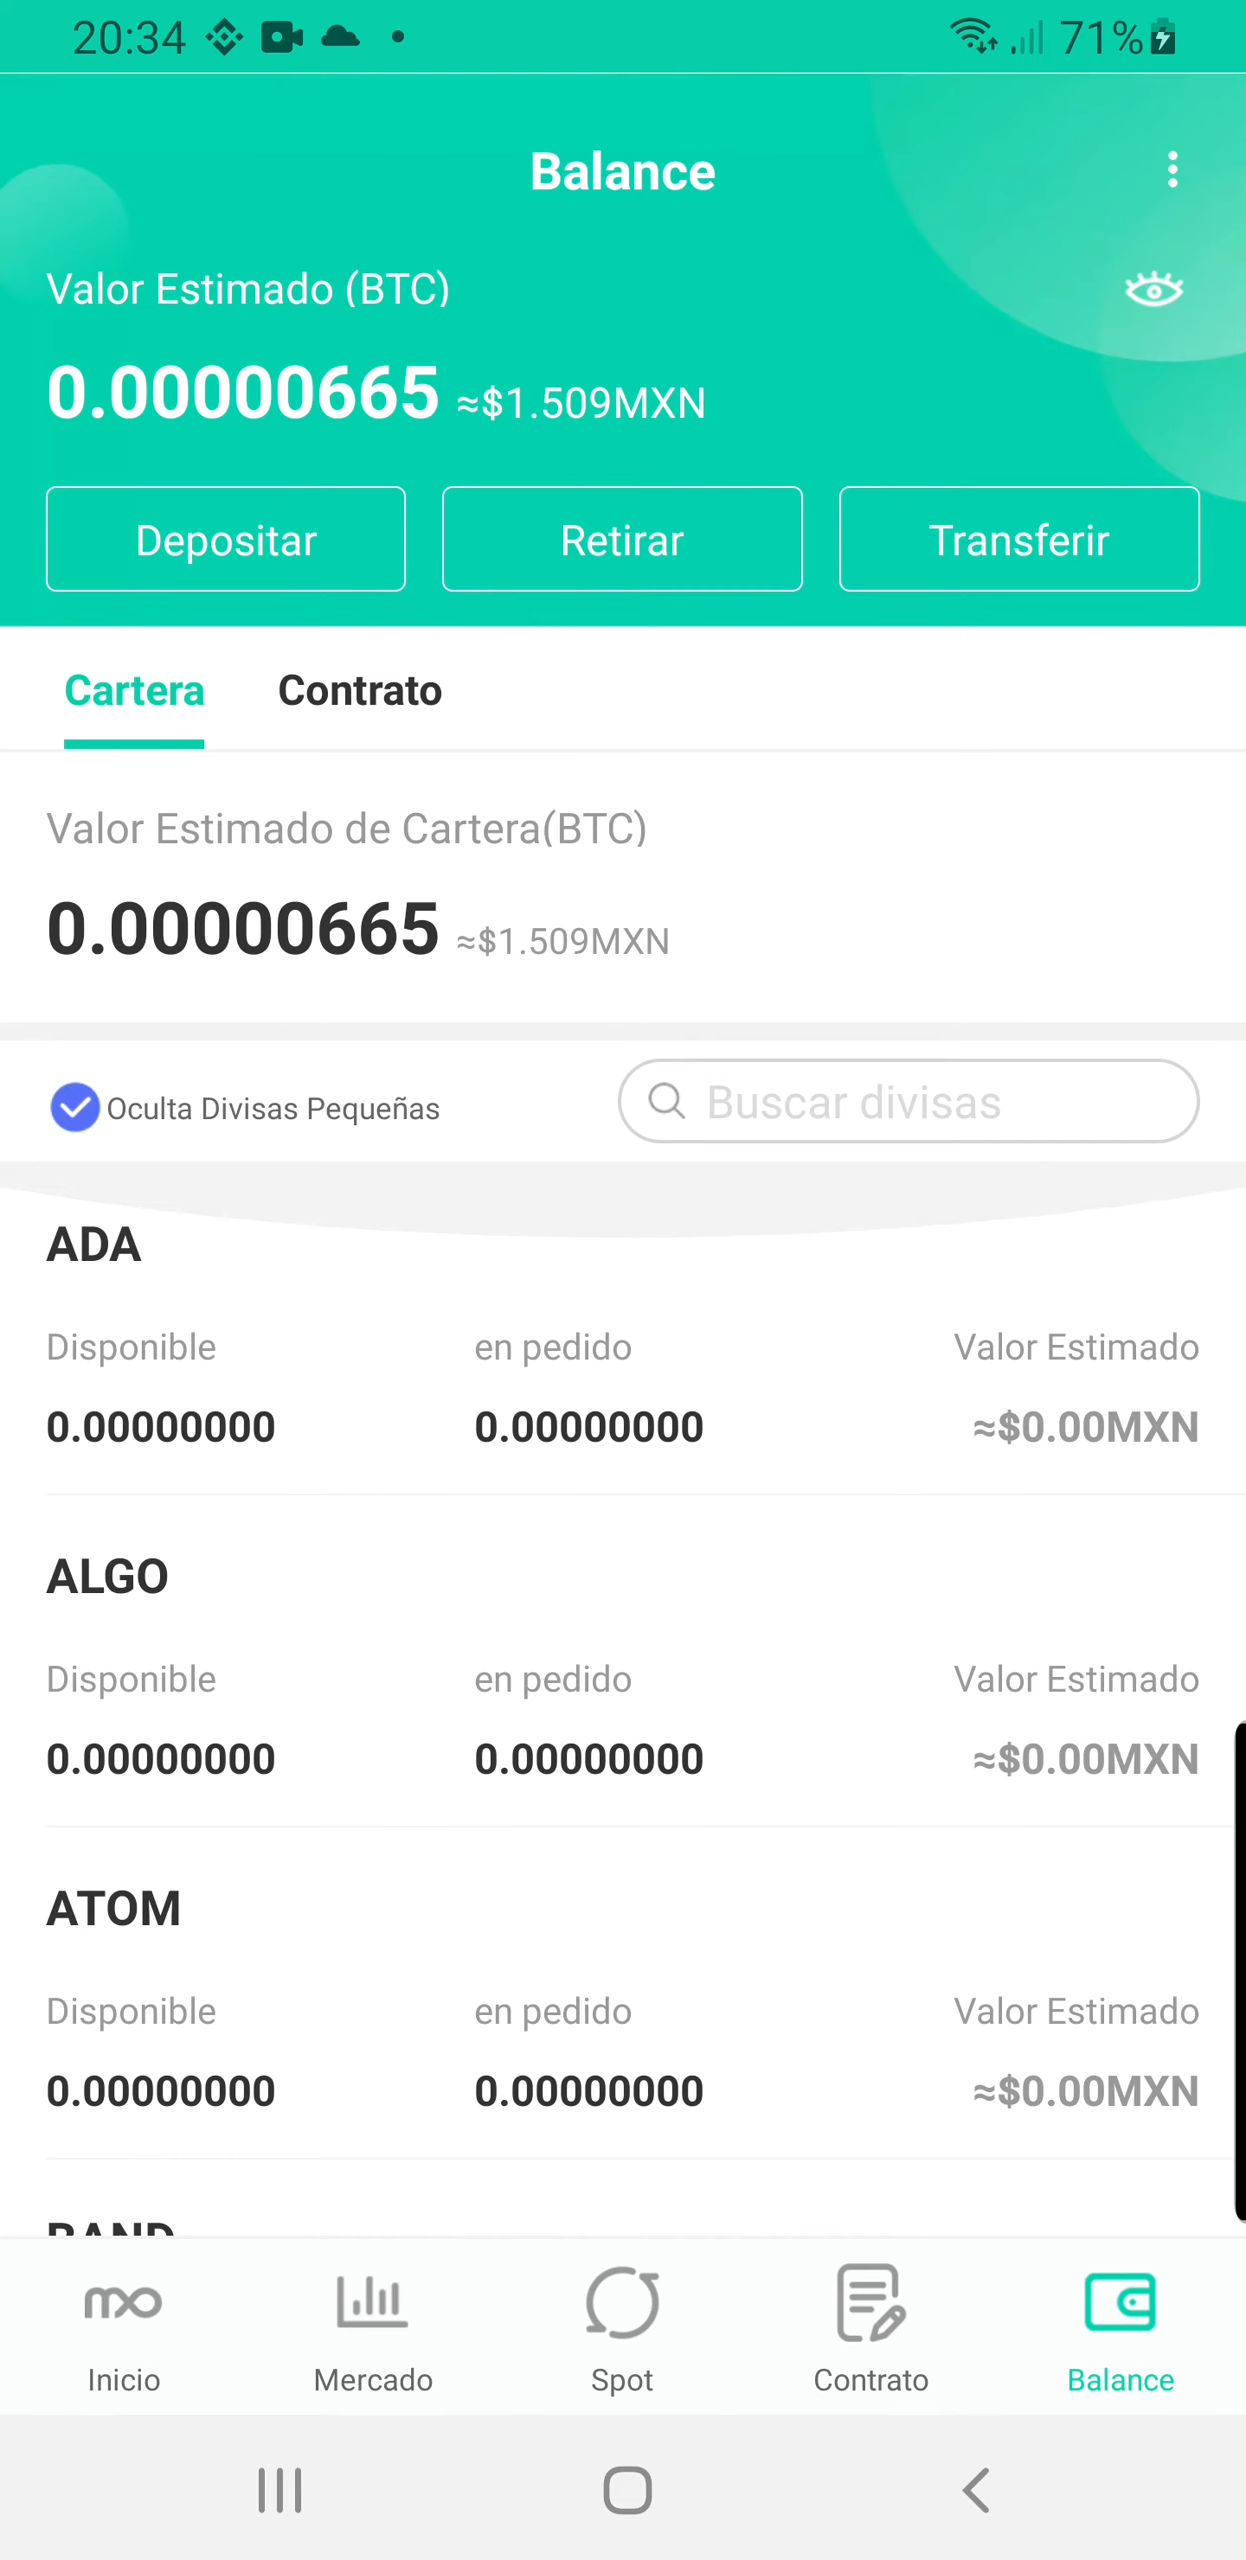 20:34 71%
Balance
Valor Estimado (BTC)
0.00000665 ≈$1.509MXN
Depositar Retirar Transferir
Cartera Contrato
Valor Estimado de Cartera(BTC)
0.00000665 ≈$1.509MXN
Oculta Divisas Pequeñas Buscar divisas
ADA
Disponible en pedido Valor Estimado
0.00000000 0.00000000 ≈$0.00MXN
ALGO
Disponible en pedido Valor Estimado
0.00000000 0.00000000 ≈$0.00MXN
ATOM
Disponible en pedido Valor Estimado
0.00000000 0.00000000 ≈$0.00MXN
BAND
Inicio Mercado Spot Contrato Balance